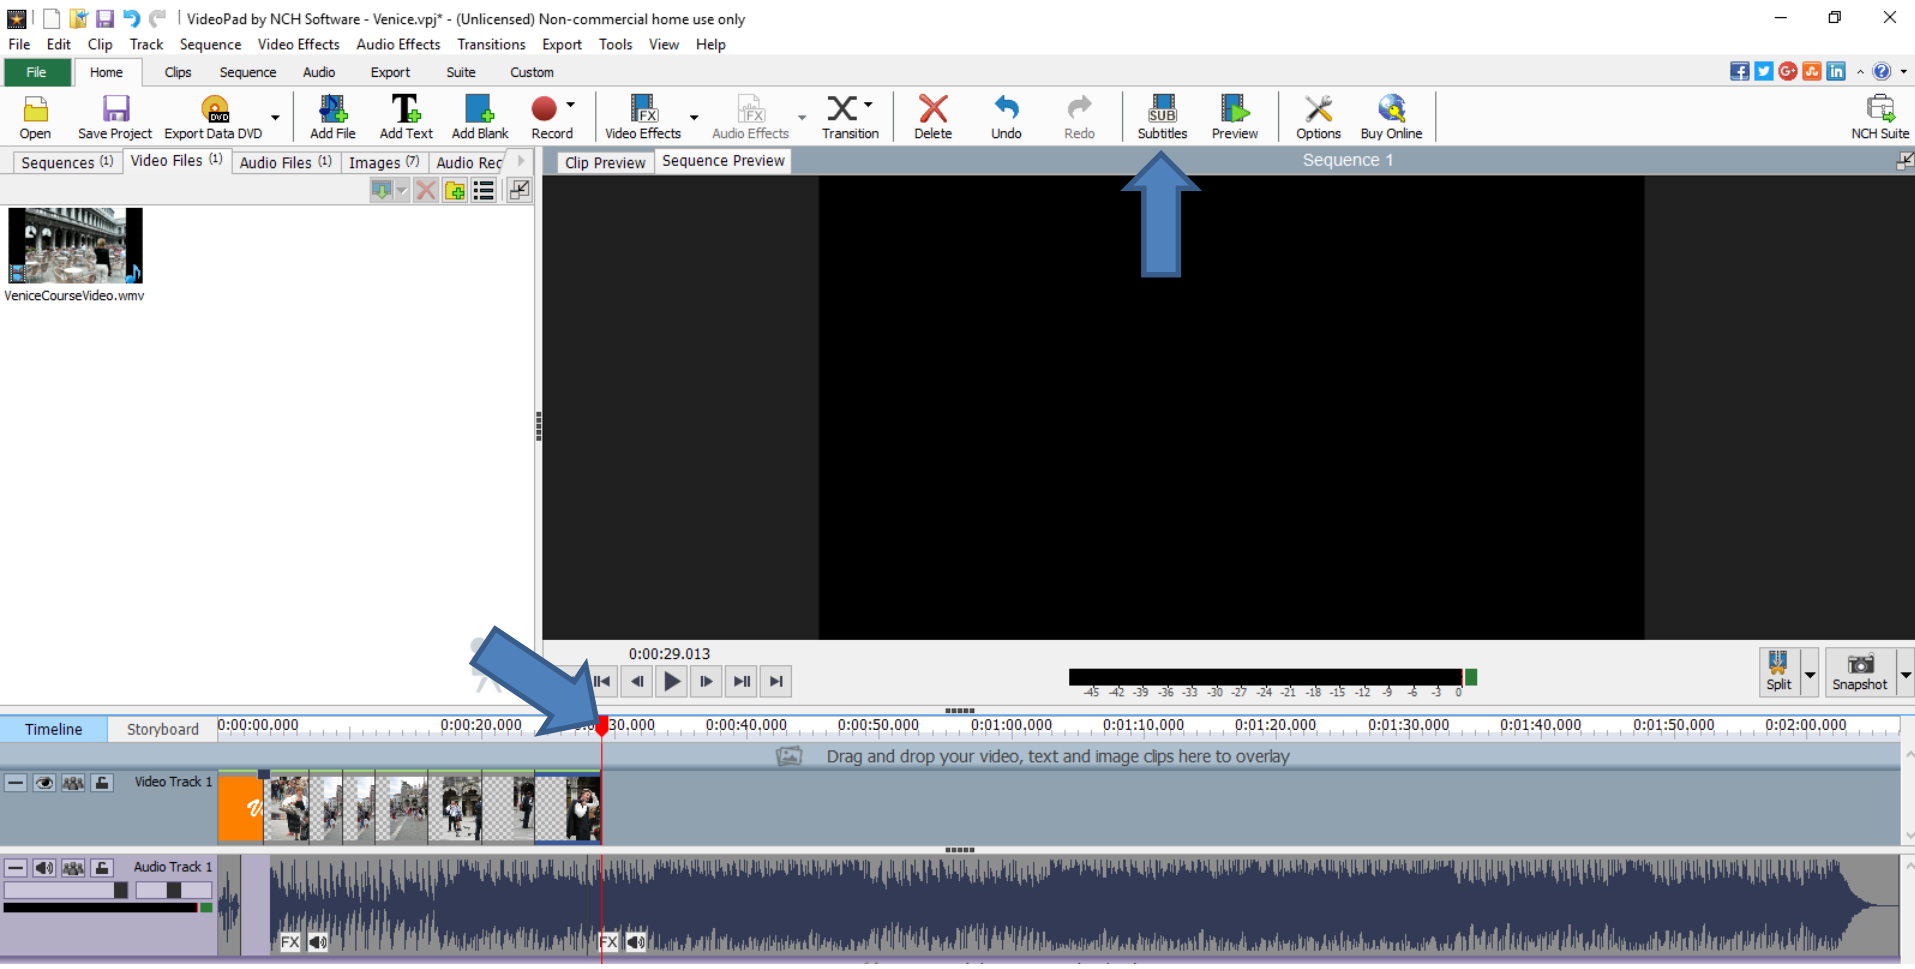 VideoPad by NCH Software - Venice.vpj* - (Unlicensed) Non-commercial home use only
File Edit Clip Track Sequence Video Effects Audio Effects Transitions Export Tools View Help
File Home Clips Sequence Audio Export Suite Custom
DVD FX FX SUB
Open Save Project Export Data DVD Add File Add Text Add Blank Record Video Effects Audio Effects Transition Delete Undo Redo Subtitles Preview Options Buy Online NCH Suite
Sequences (1) Video Files (1) Audio Files (1) Images (7) Audio Rec Clip Preview Sequence Preview Sequence 1
VeniceCourseVideo.wmv
0:00:29.013
Split Snapshot
-45 -42 -39 -36 -33 -30 -27 -24 -21 -18 -15 -12 -9 -6 -3 0
Timeline Storyboard 0:00:00,000 0:00:20,000 30,000 0:00:40,000 0:00:50,000 0:01:00,000 0:01:10,000 0:01:20,000 0:01:30,000 0:01:40,000 0:01:50,000 0:02:00,000
Drag and drop your video, text and image clips here to overlay
Video Track 1
Audio Track 1
FX FX